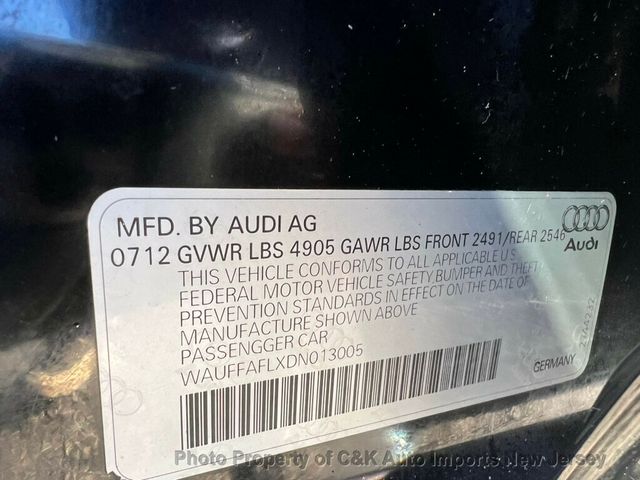 MFD. BY AUDI AG
0712 GVWR LBS 4905 GAWR LBS FRONT 2491/REAR 2546
Audi
THIS VEHICLE CONFORMS TO ALL APPLICABLE U.S
FEDERAL MOTOR VEHICLE SAFETY BUMPER AND THEFT
PREVENTION STANDARDS IN EFFECT ON THE DATE OF
MANUFACTURE SHOWN ABOVE
PASSENGGER CAR
WAUFFAFLXDN013005
GERMANY
Photo Property of C&K Auto Imports New Jersey